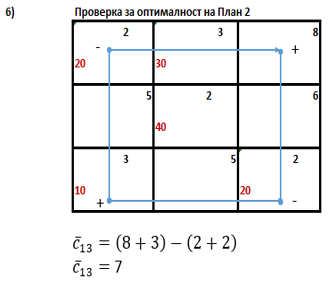 б) Проверка за оптималност на План 2
2 3 8
- +
20 30
5 2 6
40
3 5 2
10 20
+ -
c̄₁₃ = (8 + 3) − (2 + 2)
c̄₁₃ = 7